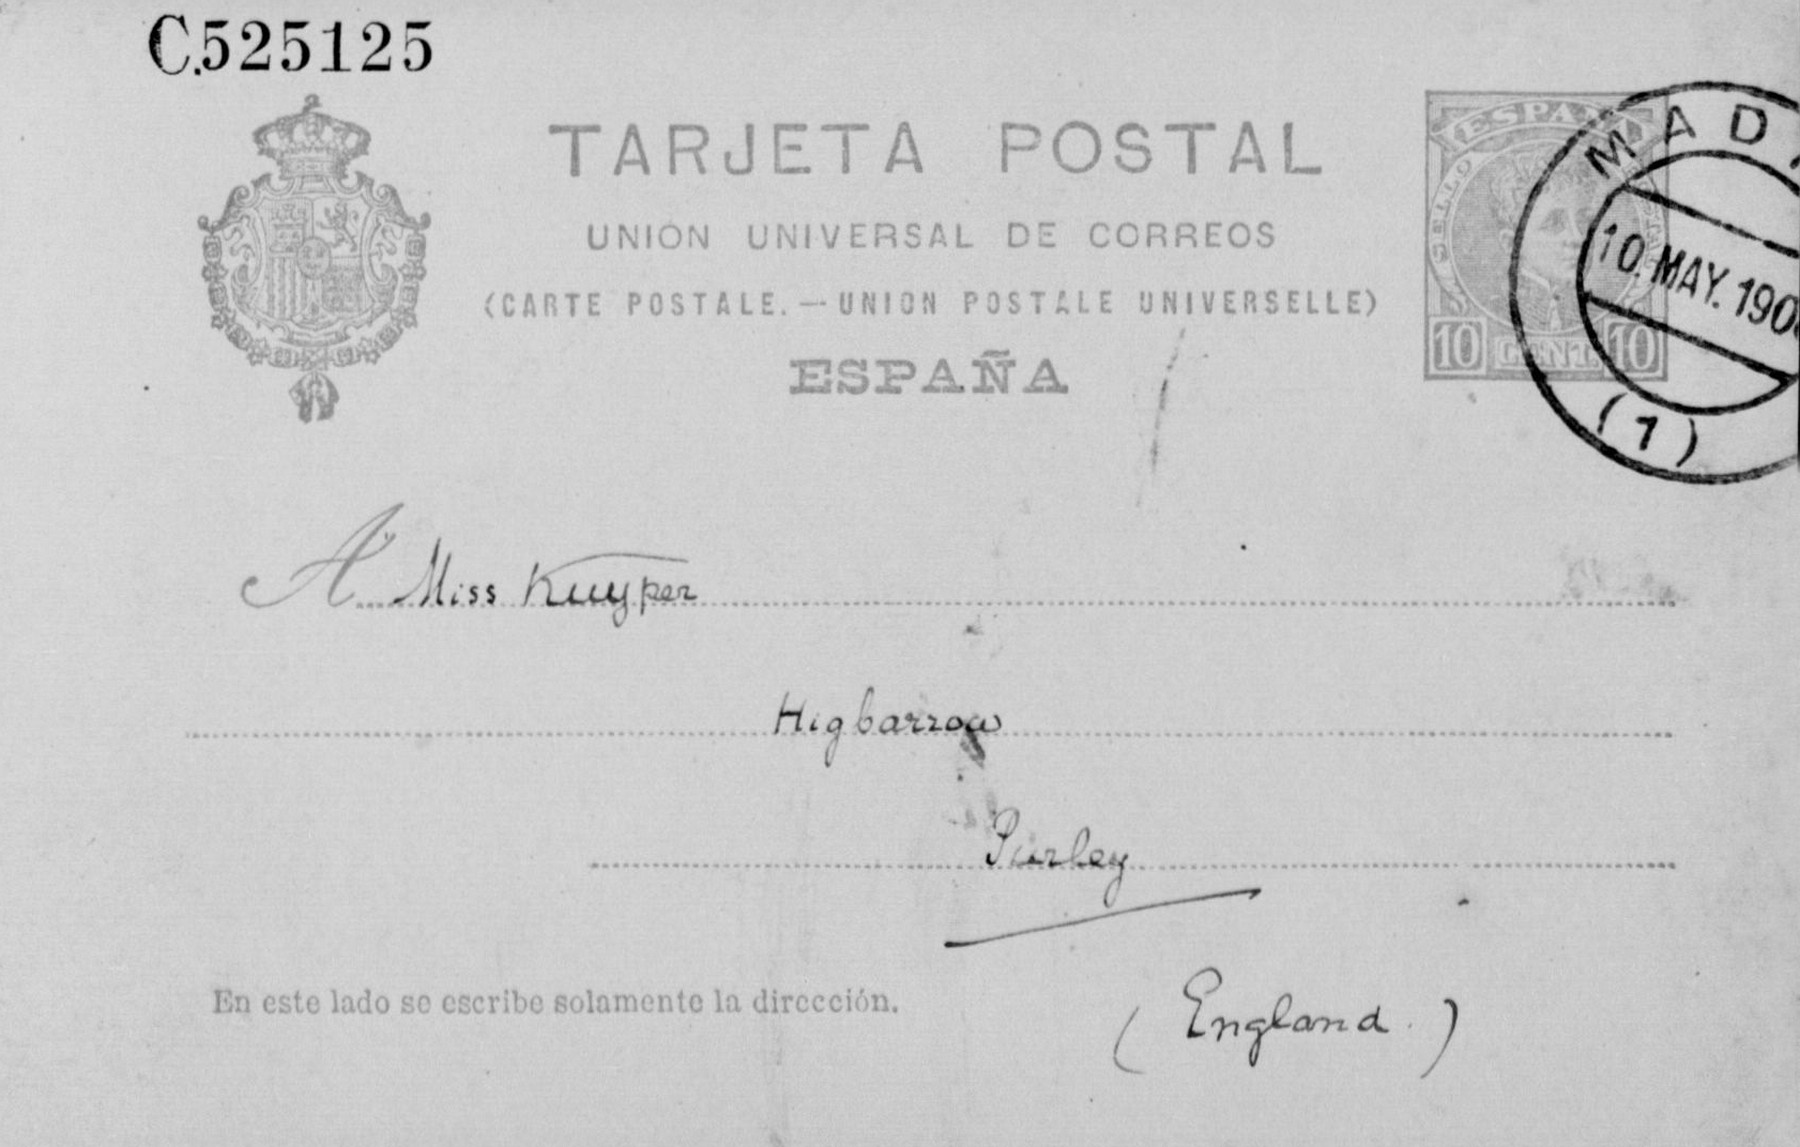 C.525125
TARJETA POSTAL
UNION UNIVERSAL DE CORREOS
(CARTE POSTALE.—UNION POSTALE UNIVERSELLE)
ESPAÑA
ESPAÑA
SELLO
10 CENT. 10
MAD
10. MAY. 190
(1)
A Miss Kuyper
Higbarrow
Purley
(England.)
En este lado se escribe solamente la dirección.